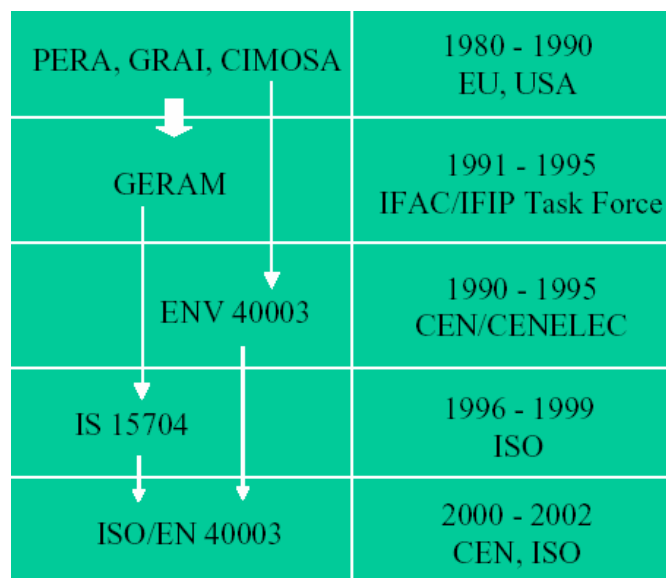 PERA, GRAI, CIMOSA
1980 - 1990
EU, USA
GERAM
1991 - 1995
IFAC/IFIP Task Force
ENV 40003
1990 - 1995
CEN/CENELEC
IS 15704
1996 - 1999
ISO
ISO/EN 40003
2000 - 2002
CEN, ISO